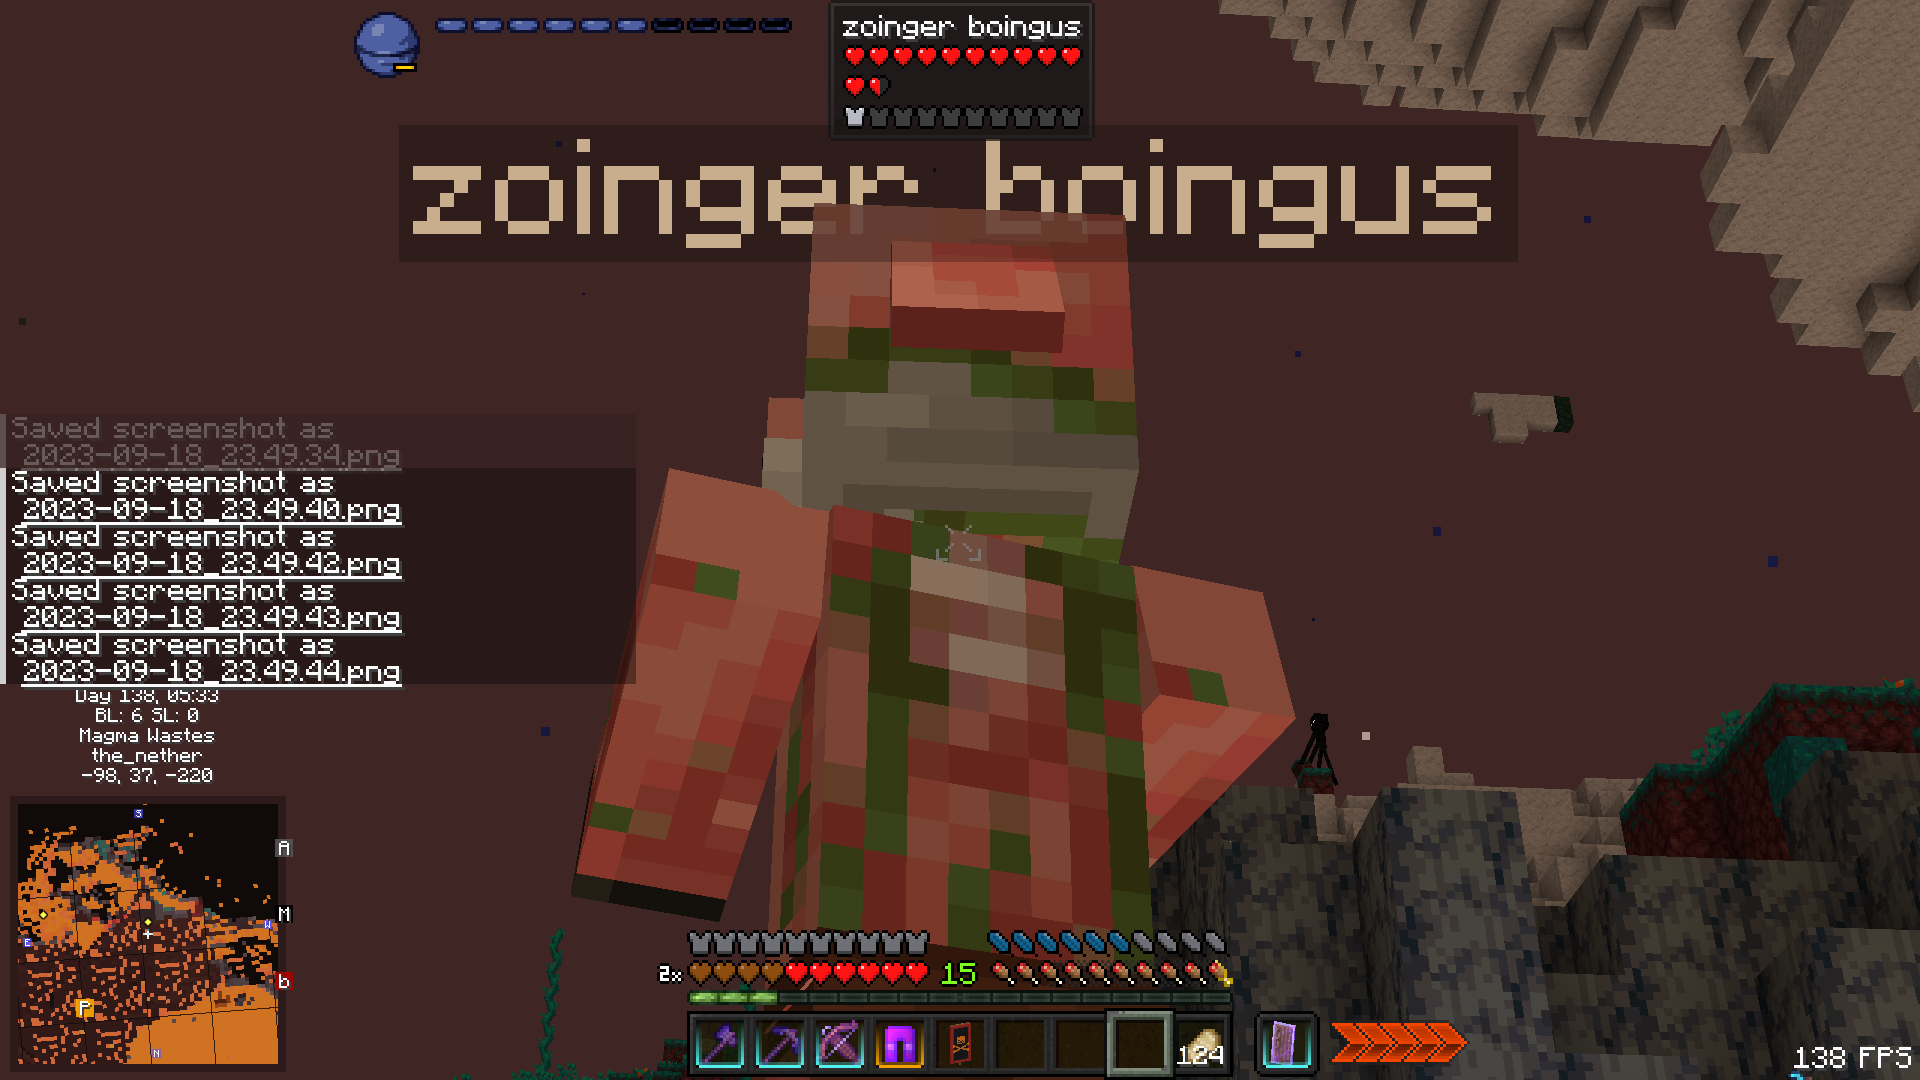 zoinger boingus
zoinger boingus
Saved screenshot as
2023-09-18_23.49.34.png
Saved screenshot as
2023-09-18_23.49.40.png
Saved screenshot as
2023-09-18_23.49.42.png
Saved screenshot as
2023-09-18_23.49.43.png
Saved screenshot as
2023-09-18_23.49.44.png
Day 138, 05:33
BL: 6 SL: 0
Magma Wastes
the_nether
-98, 37, -220
S
A
M
W
E
b
P
N
2x
15
124
138 FPS